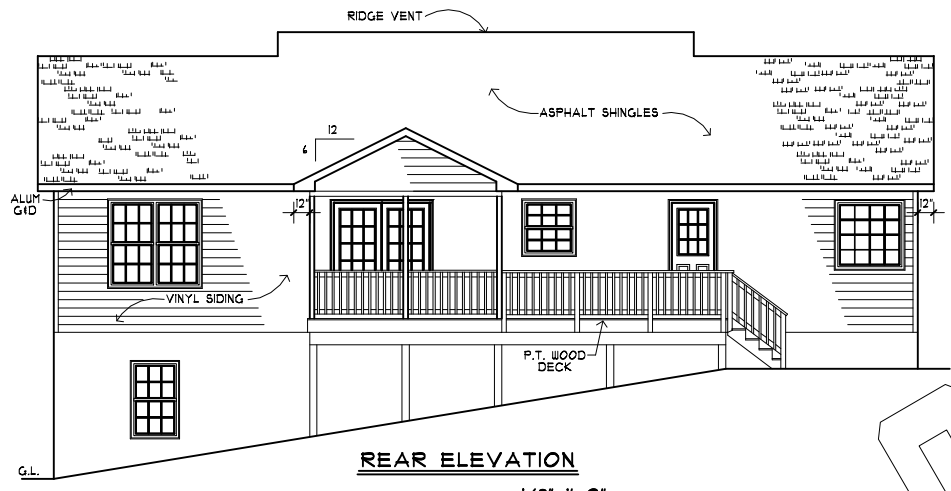 RIDGE VENT
ASPHALT SHINGLES
12
6
ALUM
G&D
12"
12"
VINYL SIDING
P.T. WOOD
DECK
G.L.
REAR ELEVATION